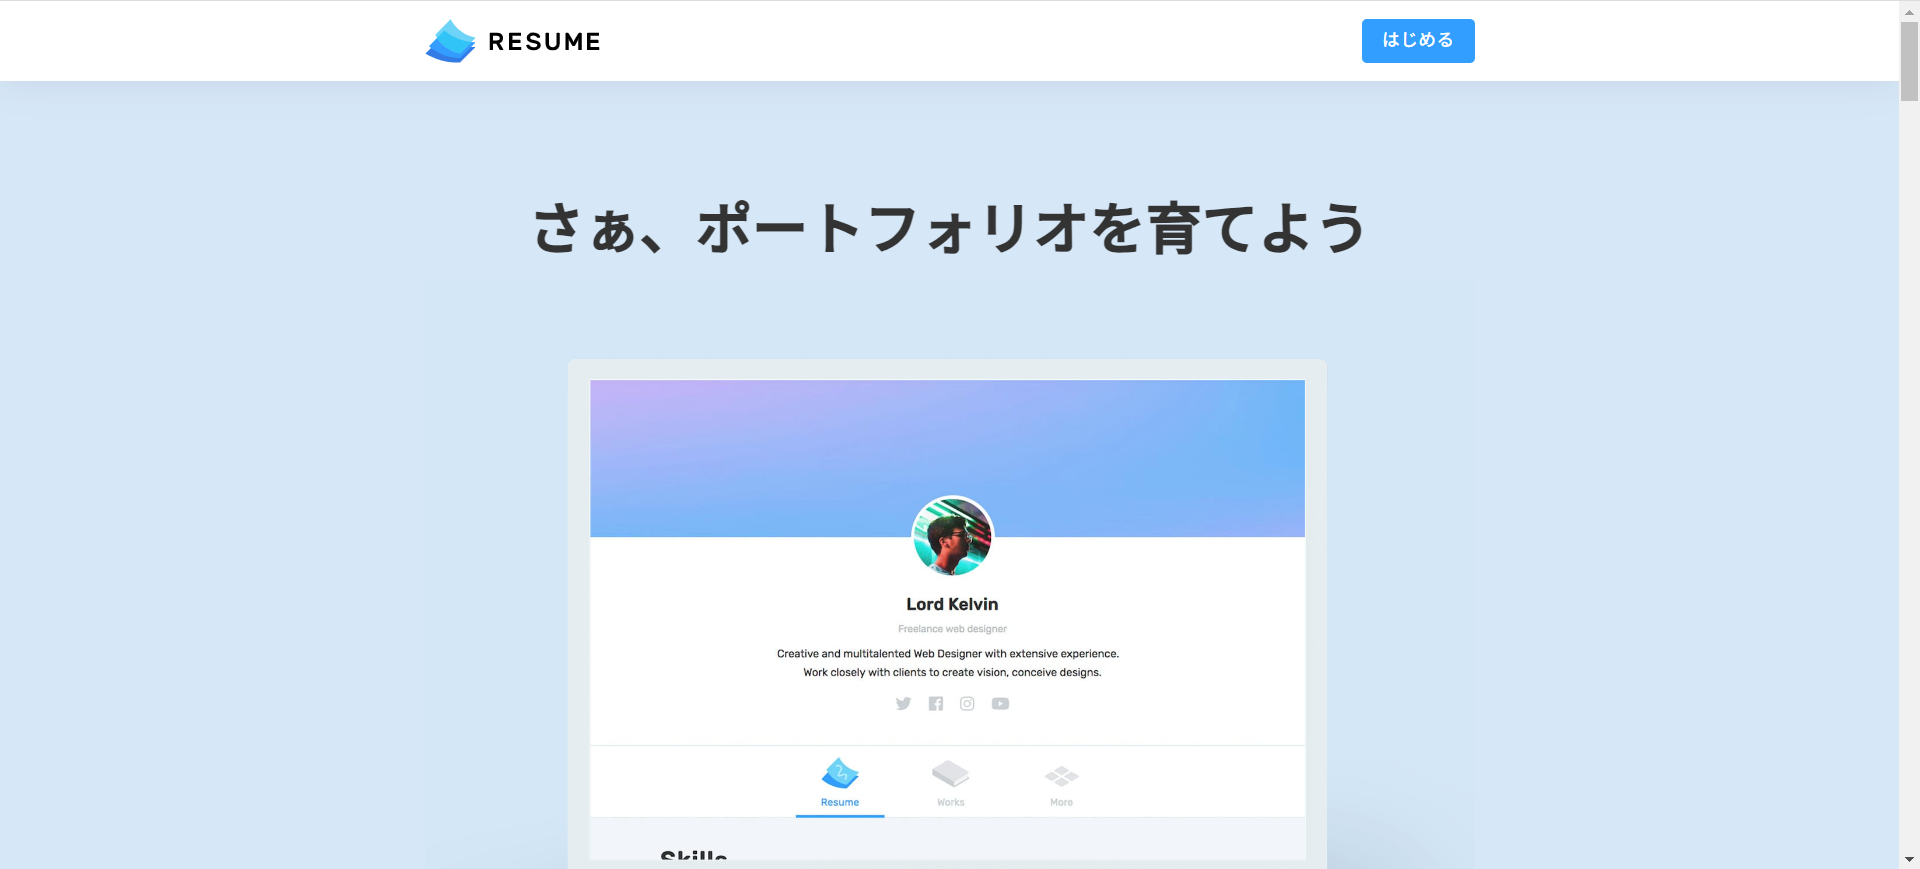 RESUME
はじめる
さぁ、ポートフォリオを育てよう
Lord Kelvin
Freelance web designer
Creative and multitalented Web Designer with extensive experience.
Work closely with clients to create vision, conceive designs.
Resume
Works
More
Skills